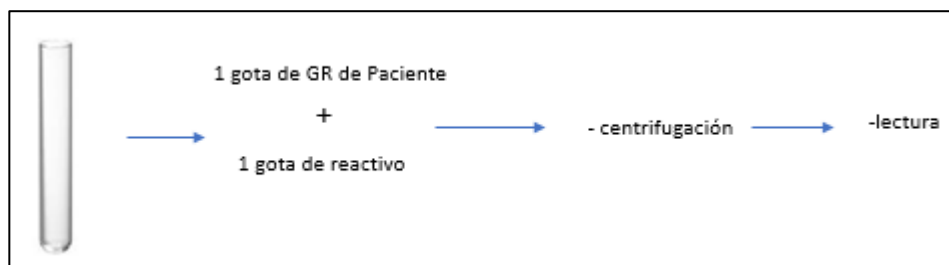 1 gota de GR de Paciente
+
1 gota de reactivo
- centrifugación
-lectura